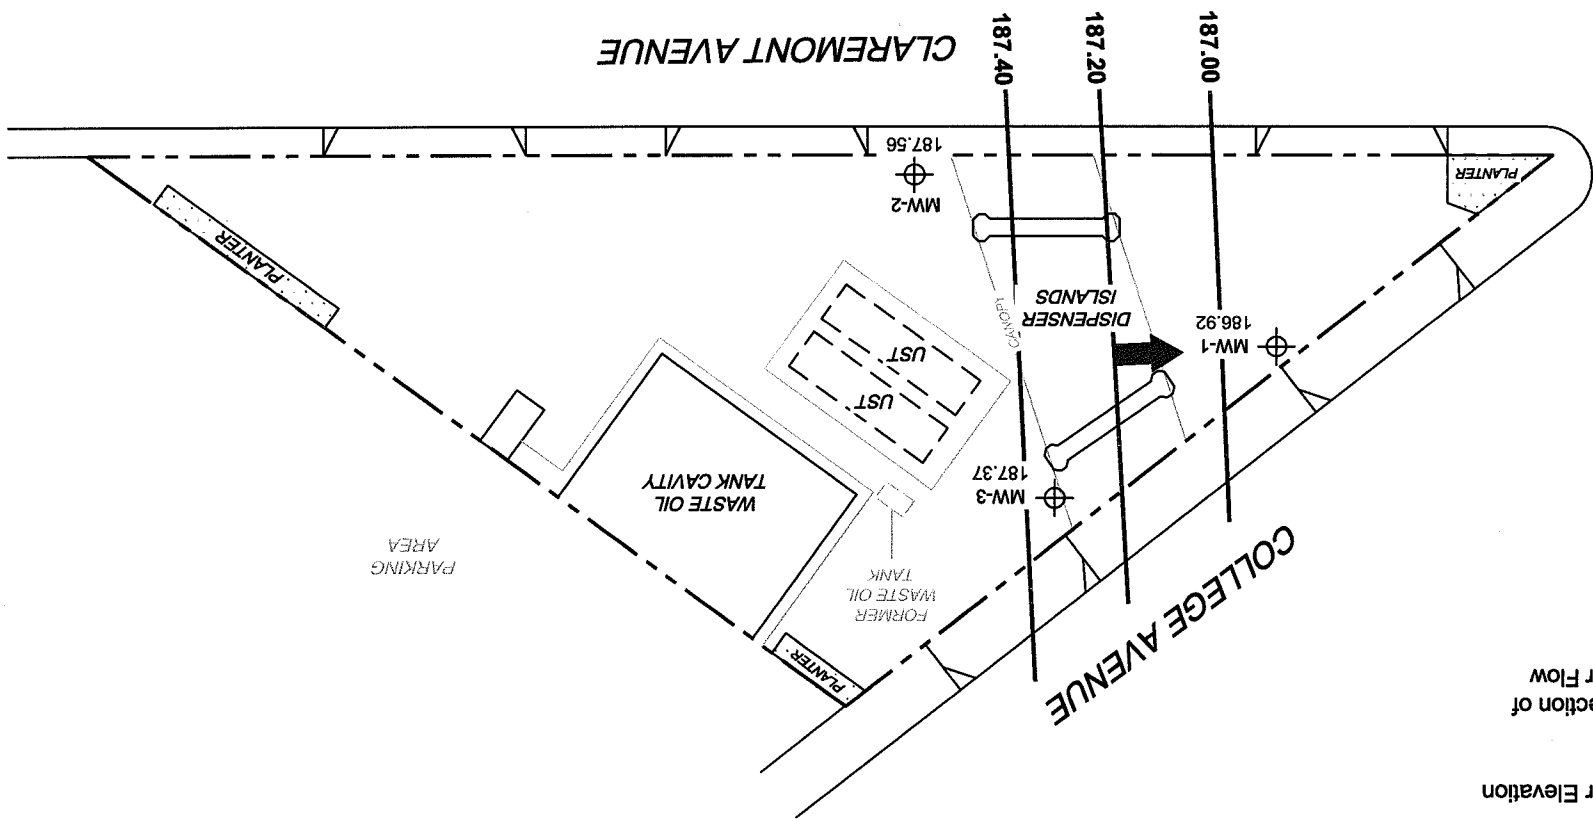 r Elevation
ection of
r Flow
COLLEGE AVENUE
PLANTER
FORMER
WASTE OIL
TANK
PARKING
AREA
MW-3
187.37
WASTE OIL
TANK CAVITY
UST
UST
MW-1
186.92
DISPENSER
ISLANDS
CANOPY
PLANTER
MW-2
187.56
PLANTER
187.00
187.20
187.40
CLAREMONT AVENUE